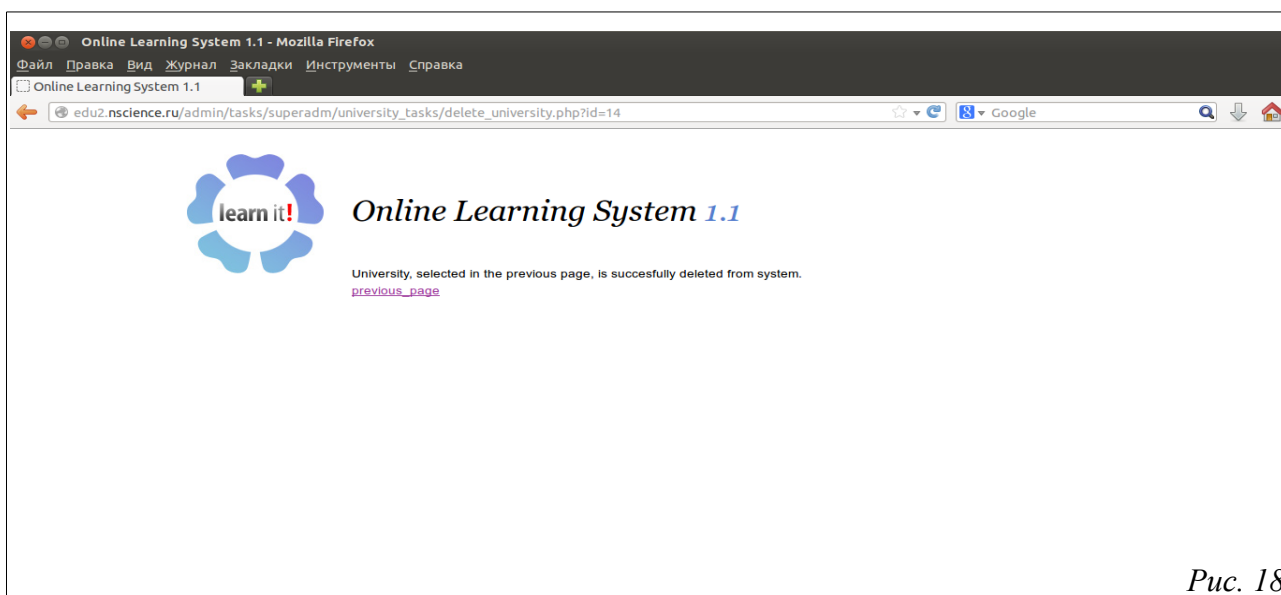 Online Learning System 1.1 - Mozilla Firefox
Файл Правка Вид Журнал Закладки Инструменты Справка
Online Learning System 1.1
edu2.nscience.ru/admin/tasks/superadm/university_tasks/delete_university.php?id=14
8 Google
learn it!
Online Learning System 1.1
University, selected in the previous page, is succesfully deleted from system.
previous_page
Рис. 18